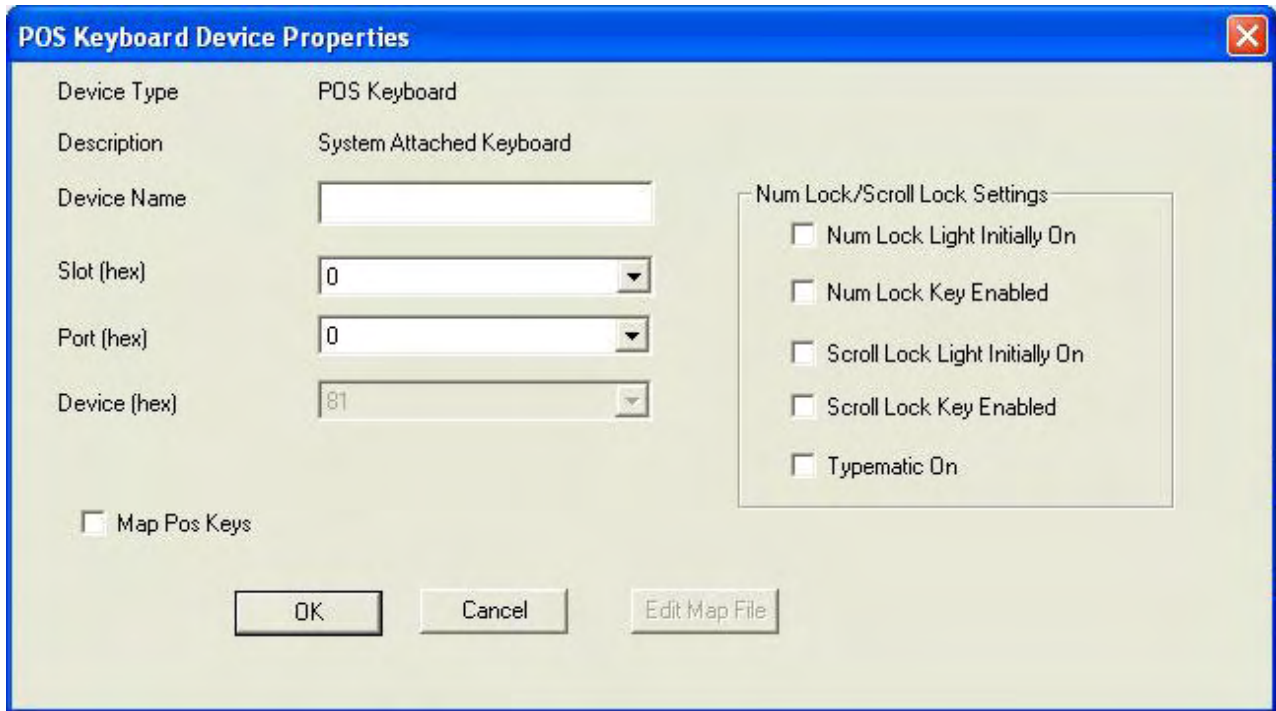 POS Keyboard Device Properties
Device Type POS Keyboard
Description System Attached Keyboard
Device Name
Slot (hex) 0
Port (hex) 0
Device (hex) 81
Num Lock/Scroll Lock Settings
Num Lock Light Initially On
Num Lock Key Enabled
Scroll Lock Light Initially On
Scroll Lock Key Enabled
Typematic On
Map Pos Keys
OK Cancel Edit Map File